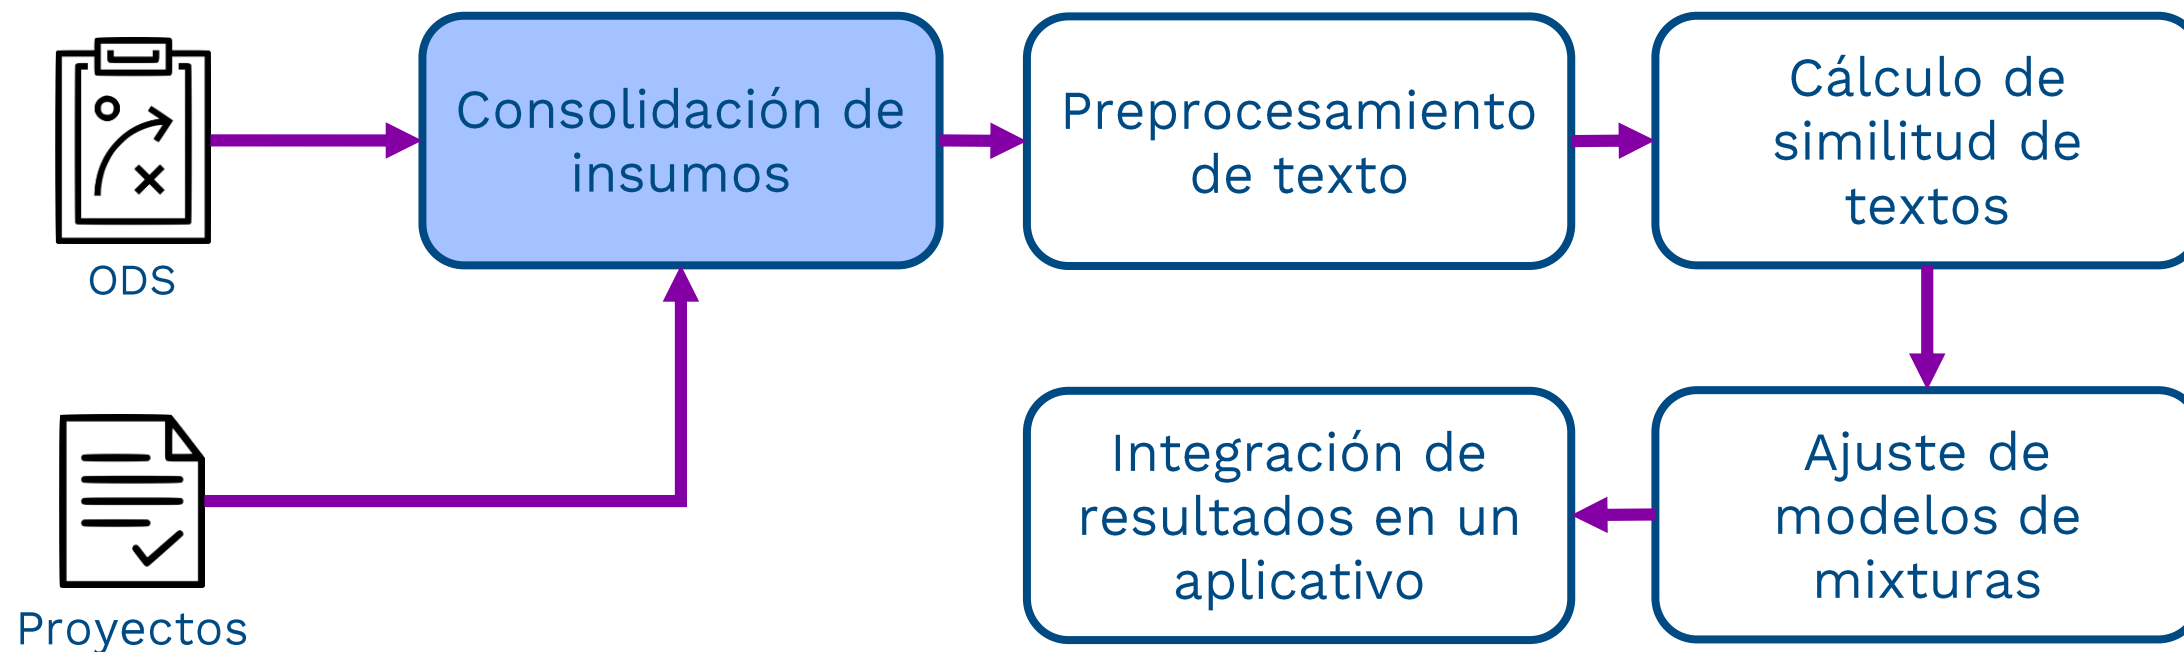 ODS
Consolidación de
insumos
Preprocesamiento
de texto
Cálculo de
similitud de
textos
Proyectos
Integración de
resultados en un
aplicativo
Ajuste de
modelos de
mixturas